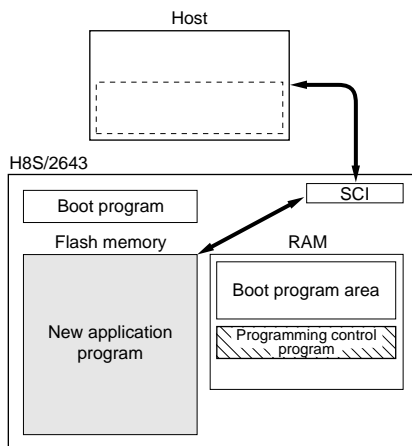 Host
H8S/2643
SCI
Boot program
Flash memory
RAM
Boot program area
New application
program
Programming control
program